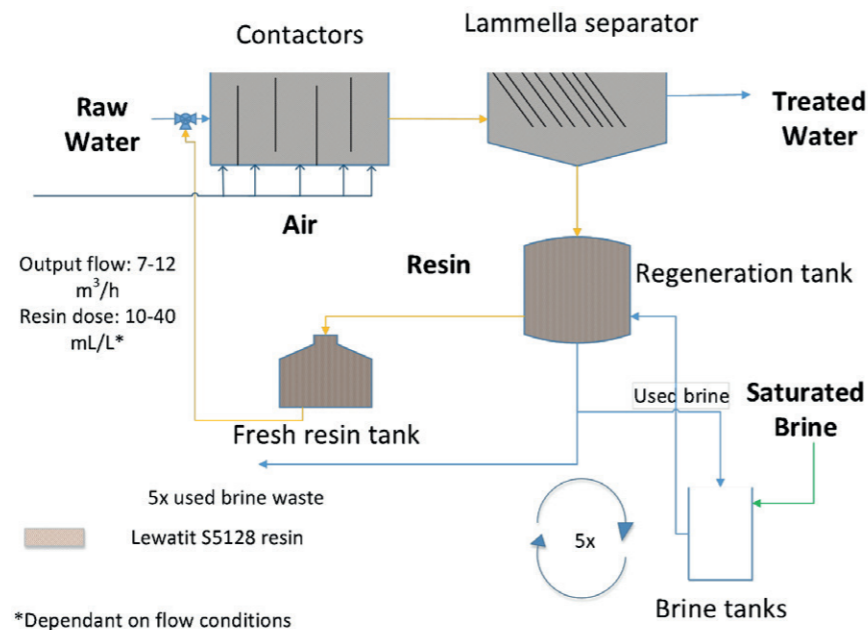 Contactors
Lammella separator
Raw
Water
Treated
Water
Air
Output flow: 7-12
m³/h
Resin dose: 10-40
mL/L*
Resin
Regeneration tank
Fresh resin tank
Used brine
Saturated
Brine
5x used brine waste
Lewatit S5128 resin
5x
Brine tanks
*Dependant on flow conditions